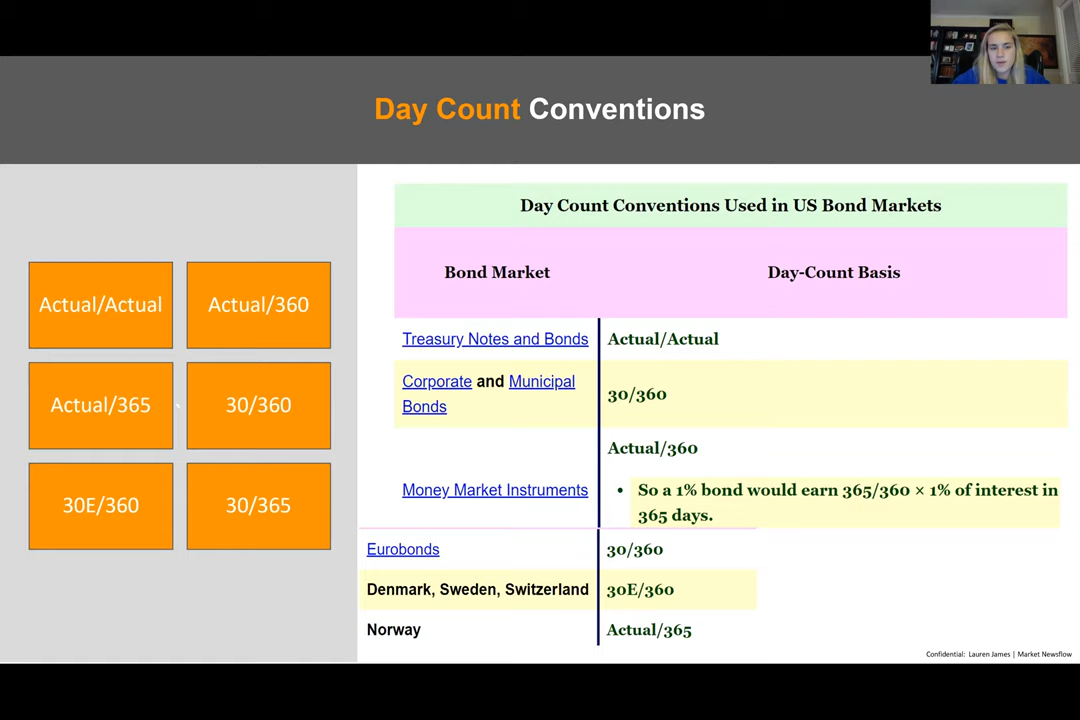 Day Count Conventions
Actual/Actual
Actual/360
Actual/365
30/360
30E/360
30/365
Day Count Conventions Used in US Bond Markets
Bond Market
Day-Count Basis
Treasury Notes and Bonds
Actual/Actual
Corporate and Municipal
Bonds
30/360
Money Market Instruments
Actual/360
• So a 1% bond would earn 365/360 × 1% of interest in
365 days.
Eurobonds
30/360
Denmark, Sweden, Switzerland
30E/360
Norway
Actual/365
Confidential: Lauren James | Market Newsflow